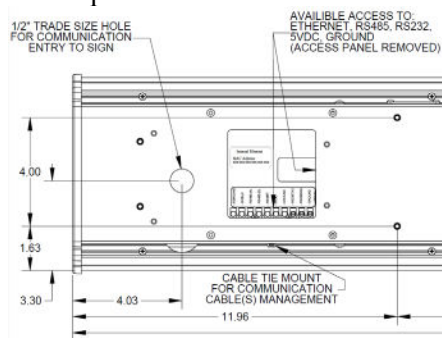 1/2" TRADE SIZE HOLE
FOR COMMUNICATION
ENTRY TO SIGN
AVAILIBLE ACCESS TO:
ETHERNET, RS485, RS232,
5VDC, GROUND
(ACCESS PANEL REMOVED)
4.00
1.63
3.30
4.03
CABLE TIE MOUNT
FOR COMMUNICATION
CABLE(S) MANAGEMENT
11.96